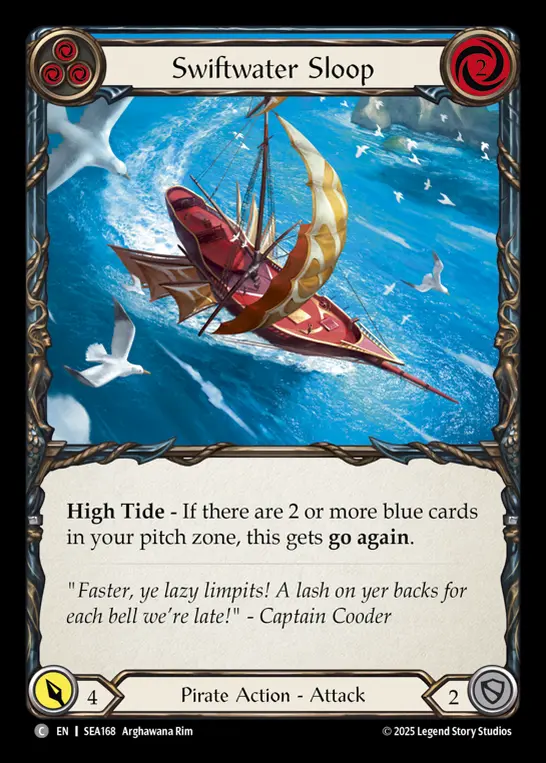 Swiftwater Sloop
2
High Tide - If there are 2 or more blue cards
in your pitch zone, this gets go again.
"Faster, ye lazy limpits! A lash on yer backs for
each bell we're late!" - Captain Cooder
4
Pirate Action - Attack
2
C EN | SEA168 Arghawana Rim
© 2025 Legend Story Studios